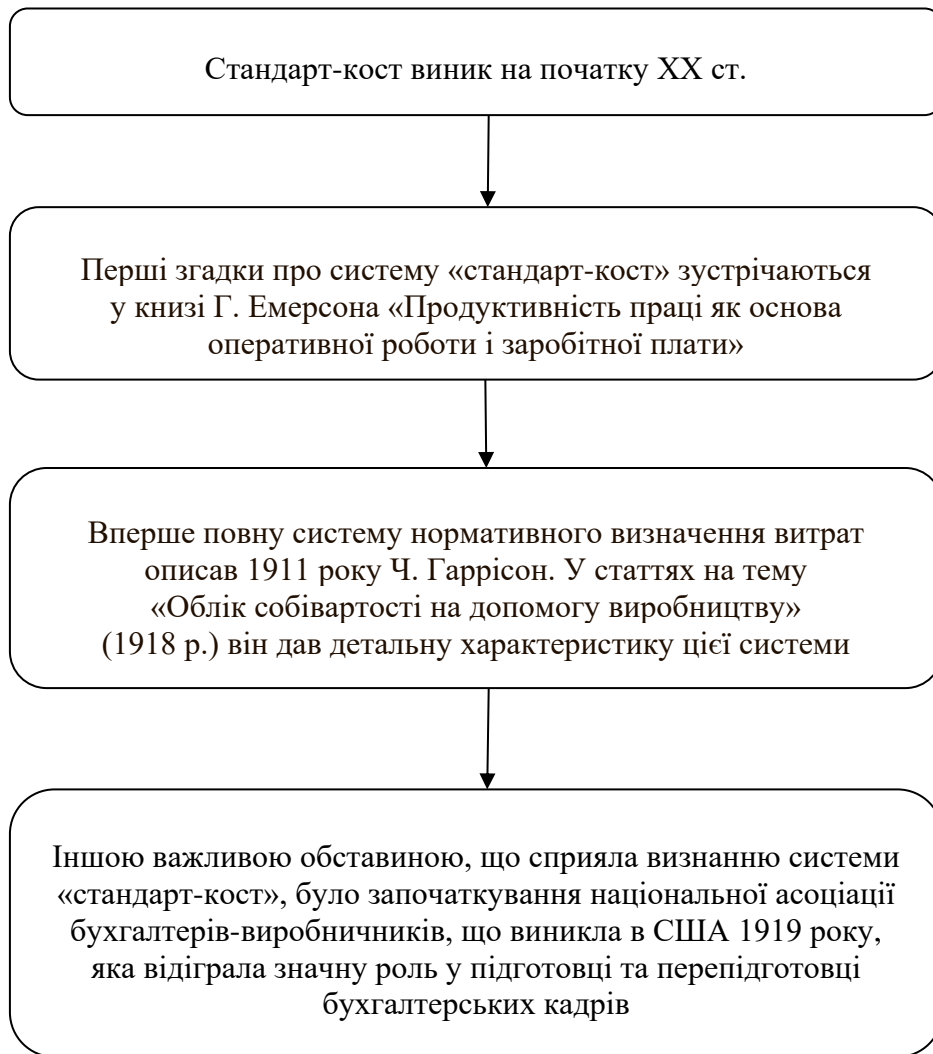 Стандарт-кост виник на початку ХХ ст.
Перші згадки про систему «стандарт-кост» зустрічаються
у книзі Г. Емерсона «Продуктивність праці як основа
оперативної роботи і заробітної плати»
Вперше повну систему нормативного визначення витрат
описав 1911 року Ч. Гаррісон. У статтях на тему
«Облік собівартості на допомогу виробництву»
(1918 р.) він дав детальну характеристику цієї системи
Іншою важливою обставиною, що сприяла визнанню системи
«стандарт-кост», було започаткування національної асоціації
бухгалтерів-виробничників, що виникла в США 1919 року,
яка відіграла значну роль у підготовці та перепідготовці
бухгалтерських кадрів